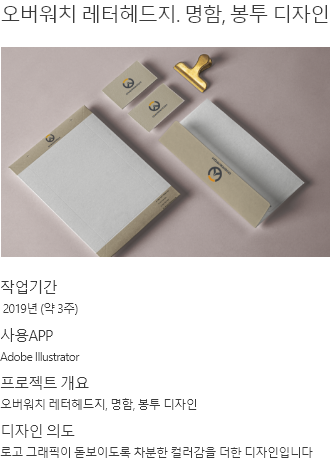 오버워치 레터헤드지. 명함, 봉투 디자인
작업기간
2019년 (약 3주)
사용APP
Adobe Illustrator
프로젝트 개요
오버워치 레터헤드지, 명함, 봉투 디자인
디자인 의도
로고 그래픽이 돋보이도록 차분한 컬러감을 더한 디자인입니다